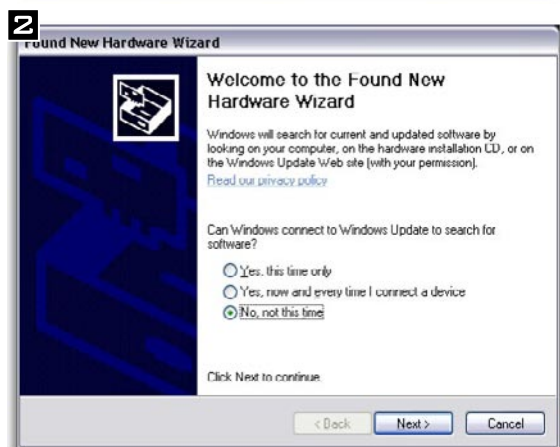 2
Found New Hardware Wizard
Welcome to the Found New
Hardware Wizard
Windows will search for current and updated software by
looking on your computer, on the hardware installation CD, or on
the Windows Update Web site (with your permission).
Read our privacy policy
Can Windows connect to Windows Update to search for
software?
Yes, this time only
Yes, now and every time I connect a device
No, not this time
Click Next to continue.
< Back Next > Cancel